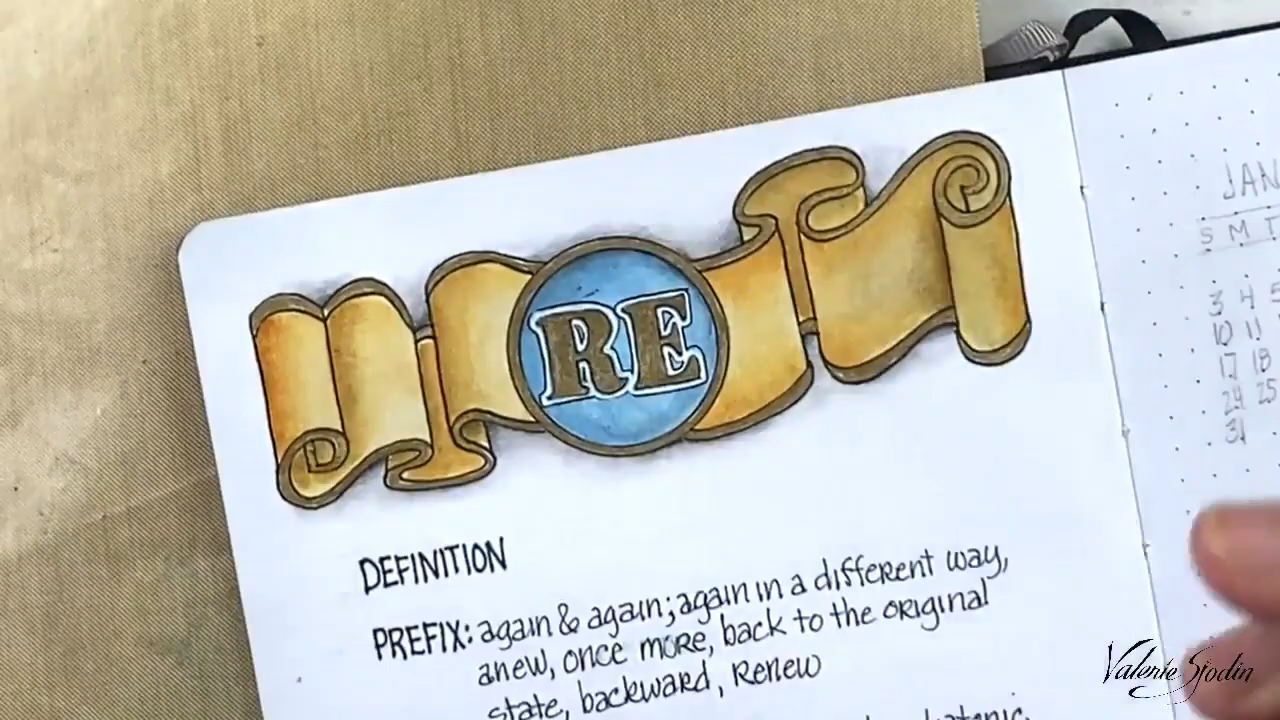 RE
DEFINITION
PREFIX: again & again; again in a different way,
anew, once more, back to the original
state, backward, Renew
JAN
S M T
3 4 5
10 11
17 18
24 25
31
Valerie Sjodin